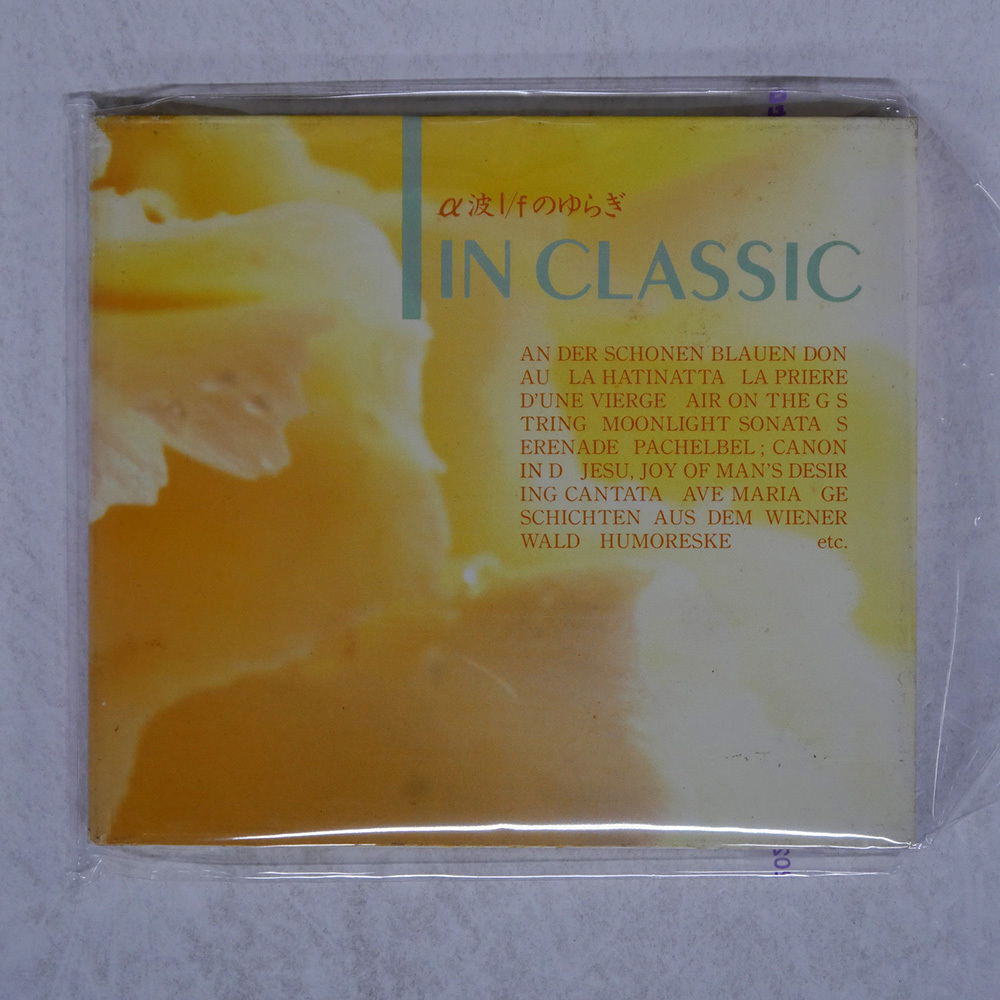 α波1/fのゆらぎ
IN CLASSIC
AN DER SCHONEN BLAUEN DON
AU LA HATINATTA LA PRIERE
D'UNE VIERGE AIR ON THE G S
TRING MOONLIGHT SONATA S
ERENADE PACHELBEL; CANON
IN D JESU, JOY OF MAN'S DESIR
ING CANTATA AVE MARIA GE
SCHICHTEN AUS DEM WIENER
WALD HUMORESKE etc.